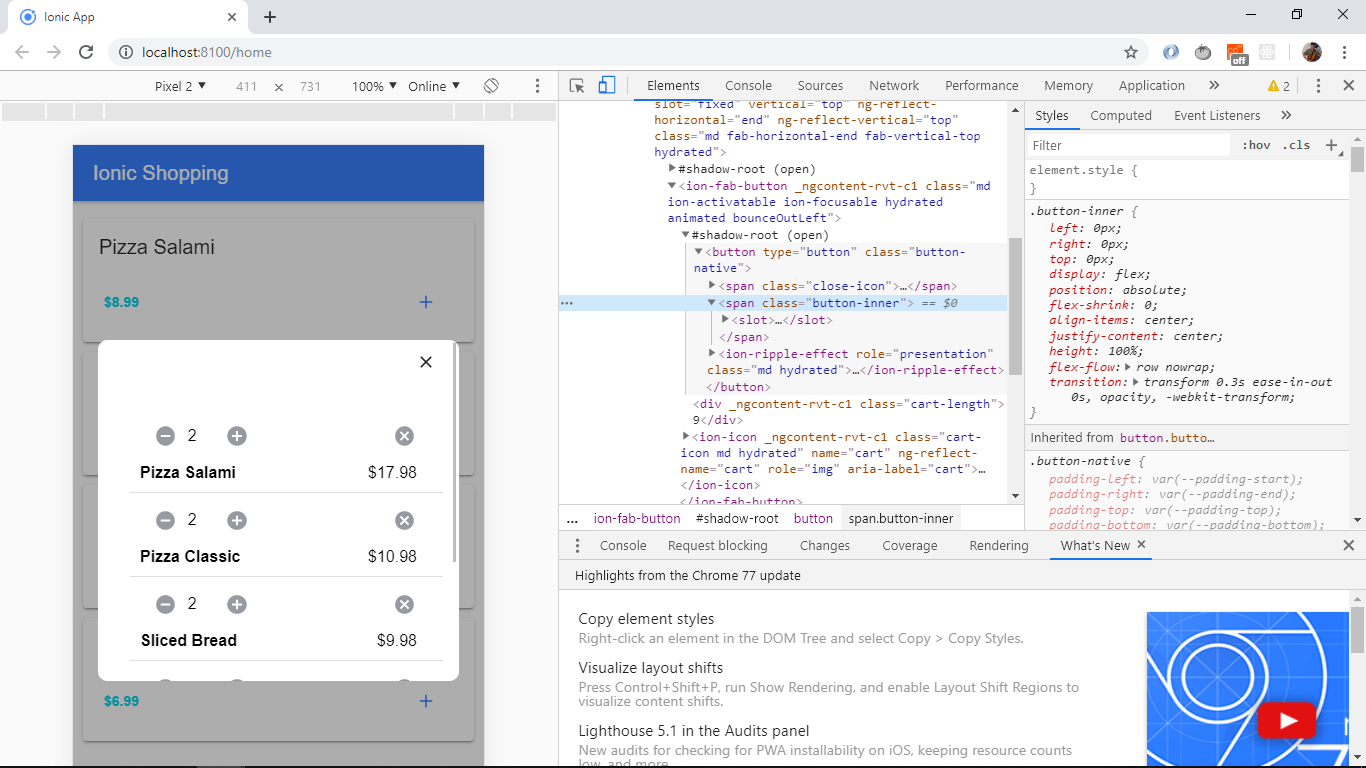 Ionic App
localhost:8100/home
off
Pixel 2 ▼ 411 × 731 100% ▼ Online ▼
Ionic Shopping
Pizza Salami
$8.99
2
Pizza Salami $17.98
2
Pizza Classic $10.98
2
Sliced Bread $9.98
$6.99
Elements Console Sources Network Performance Memory Application » 2
slot="fixed" vertical="top" ng-reflect-
horizontal="end" ng-reflect-vertical="top"
class="md fab-horizontal-end fab-vertical-top
hydrated">
▶#shadow-root (open)
▼<ion-fab-button _ngcontent-rvt-c1 class="md
ion-activatable ion-focusable hydrated
animated bounceOutLeft">
▼#shadow-root (open)
▼<button type="button" class="button-
native">
▶<span class="close-icon">…</span>
… ▼<span class="button-inner"> == $0
▶<slot>…</slot>
</span>
▶<ion-ripple-effect role="presentation"
class="md hydrated">…</ion-ripple-effect>
</button>
<div _ngcontent-rvt-c1 class="cart-length">
9</div>
▶<ion-icon _ngcontent-rvt-c1 class="cart-
icon md hydrated" name="cart" ng-reflect-
name="cart" role="img" aria-label="cart">…
</ion-icon>
</ion-fab-button>
... ion-fab-button #shadow-root button span.button-inner
Styles Computed Event Listeners »
Filter :hov .cls +
element.style {
}
.button-inner {
left: 0px;
right: 0px;
top: 0px;
display: flex;
position: absolute;
flex-shrink: 0;
align-items: center;
justify-content: center;
height: 100%;
flex-flow:▶ row nowrap;
transition:▶ transform 0.3s ease-in-out
0s, opacity, -webkit-transform;
}
Inherited from button.butto…
.button-native {
padding-left: var(--padding-start);
padding-right: var(--padding-end);
padding-top: var(--padding-top);
padding-bottom: var(--padding-bottom);
Console Request blocking Changes Coverage Rendering What's New ×
Highlights from the Chrome 77 update
Copy element styles
Right-click an element in the DOM Tree and select Copy > Copy Styles.
Visualize layout shifts
Press Control+Shift+P, run Show Rendering, and enable Layout Shift Regions to
visualize content shifts.
Lighthouse 5.1 in the Audits panel
New audits for checking for PWA installability on iOS, keeping resource counts
low, and more.